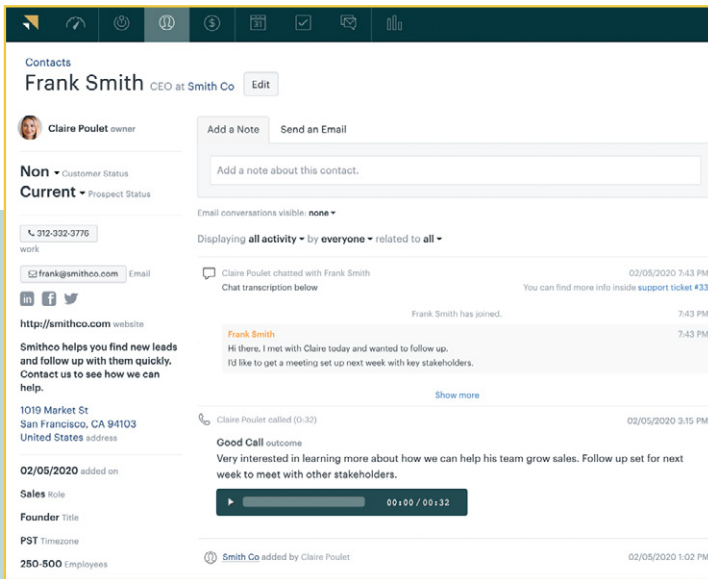 31
Contacts
Frank Smith CEO at Smith Co Edit
Claire Poulet owner
Non Customer Status
Current Prospect Status
312-332-3776
work
frank@smithco.com Email
in f
http://smithco.com website
Smithco helps you find new leads
and follow up with them quickly.
Contact us to see how we can
help.
1019 Market St
San Francisco, CA 94103
United States address
02/05/2020 added on
Sales Role
Founder Title
PST Timezone
250-500 Employees
Add a Note Send an Email
Add a note about this contact.
Email conversations visible: none
Displaying all activity by everyone related to all
Claire Poulet chatted with Frank Smith 02/05/2020 7:43 PM
Chat transcription below You can find more info inside support ticket #33
Frank Smith has joined. 7:43 PM
Frank Smith 7:43 PM
Hi there, I met with Claire today and wanted to follow up.
I'd like to get a meeting set up next week with key stakeholders.
Show more
Claire Poulet called (0:32) 02/05/2020 3:15 PM
Good Call outcome
Very interested in learning more about how we can help his team grow sales. Follow up set for next
week to meet with other stakeholders.
00:00 / 00:32
Smith Co added by Claire Poulet 02/05/2020 1:02 PM